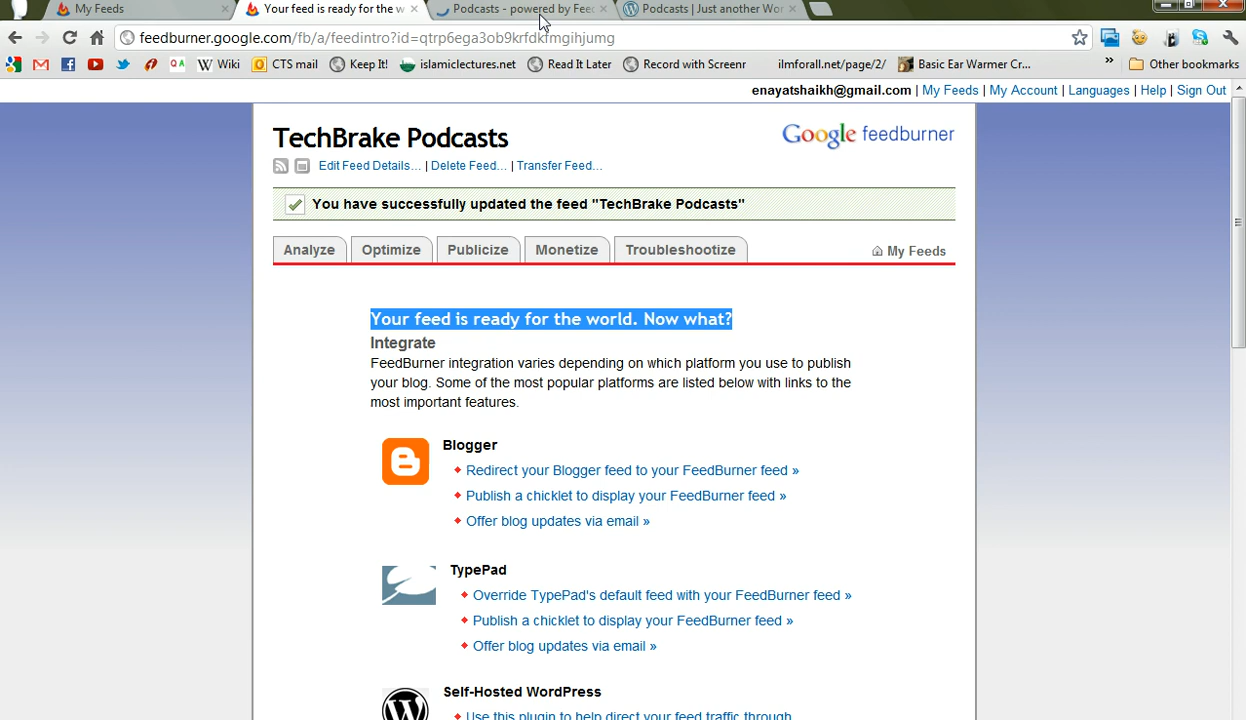 My Feeds
Your feed is ready for the w
Podcasts - powered by Fee
Podcasts | Just another Wor
feedburner.google.com/fb/a/feedintro?id=qtrp6ega3ob9krfdkfmgihjumg
Wiki
CTS mail
Keep It!
islamiclectures.net
Read It Later
Record with Screenr
ilmforall.net/page/2/
Basic Ear Warmer Cr...
»
Other bookmarks
enayatshaikh@gmail.com | My Feeds | My Account | Languages | Help | Sign Out
TechBrake Podcasts
Google feedburner
Edit Feed Details... | Delete Feed... | Transfer Feed...
You have successfully updated the feed "TechBrake Podcasts"
Analyze
Optimize
Publicize
Monetize
Troubleshootize
My Feeds
Your feed is ready for the world. Now what?
Integrate
FeedBurner integration varies depending on which platform you use to publish
your blog. Some of the most popular platforms are listed below with links to the
most important features.
Blogger
Redirect your Blogger feed to your FeedBurner feed »
Publish a chicklet to display your FeedBurner feed »
Offer blog updates via email »
TypePad
Override TypePad's default feed with your FeedBurner feed »
Publish a chicklet to display your FeedBurner feed »
Offer blog updates via email »
Self-Hosted WordPress
Use this plugin to help direct your feed traffic through